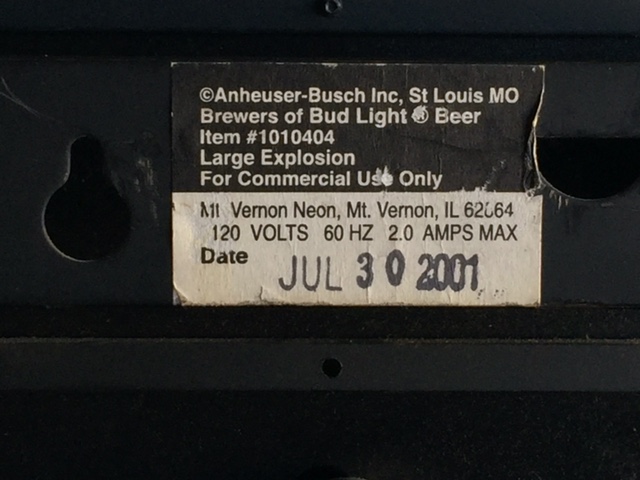 ©Anheuser-Busch Inc, St Louis MO
Brewers of Bud Light ® Beer
Item #1010404
Large Explosion
For Commercial Use Only
Mt. Vernon Neon, Mt. Vernon, IL 62864
120 VOLTS 60 HZ 2.0 AMPS MAX
Date JUL 30 2001